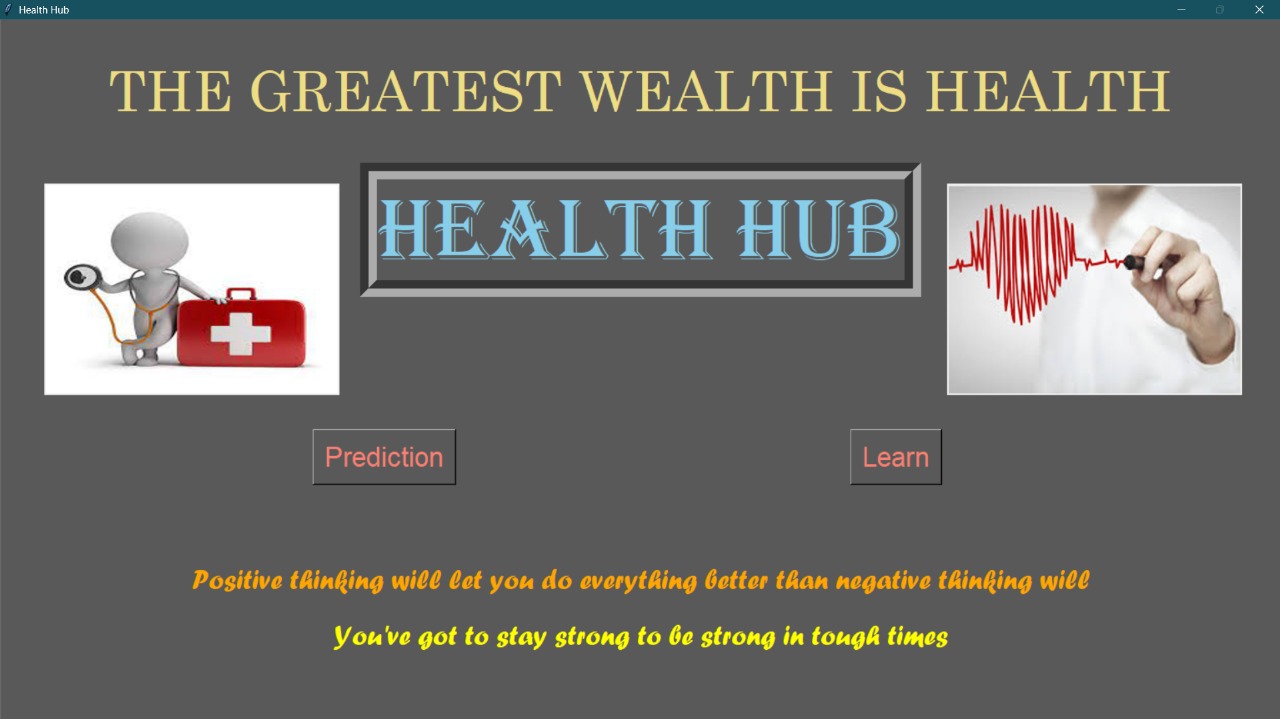 Health Hub
THE GREATEST WEALTH IS HEALTH
HEALTH HUB
Prediction
Learn
Positive thinking will let you do everything better than negative thinking will
You've got to stay strong to be strong in tough times